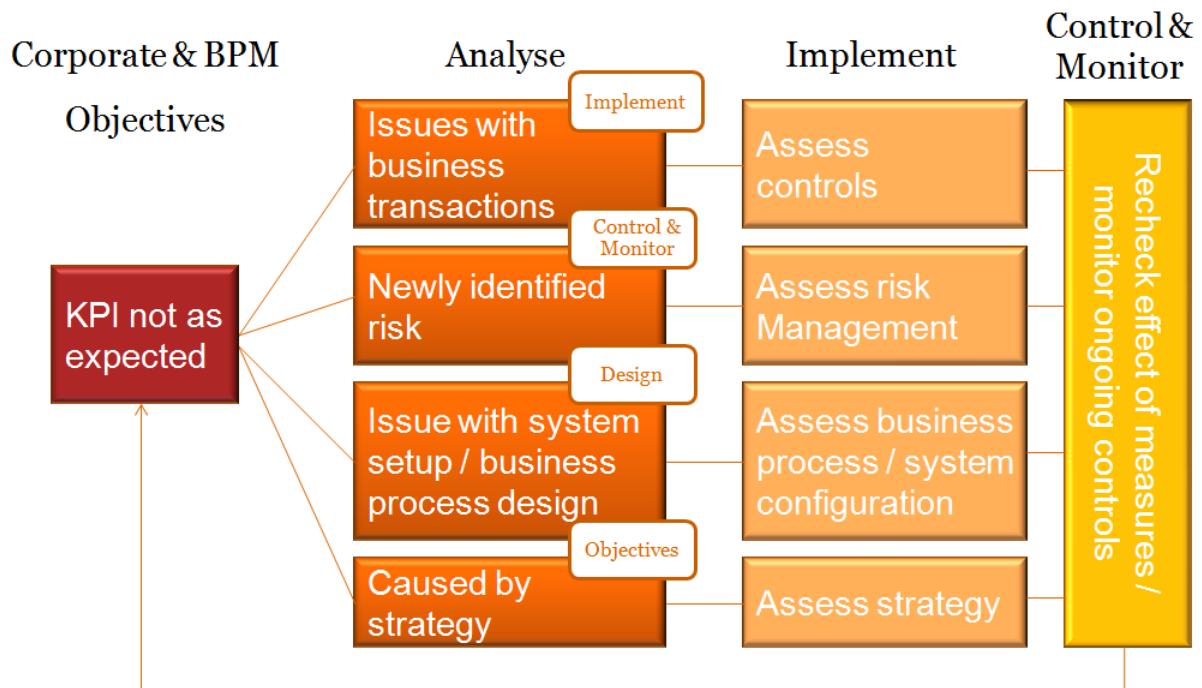 Corporate & BPM
Objectives
Analyse
Implement
Control &
Monitor
KPI not as
expected
Implement
Issues with
business
transactions
Control &
Monitor
Newly identified
risk
Design
Issue with system
setup / business
process design
Objectives
Caused by
strategy
Assess
controls
Assess risk
Management
Assess business
process / system
configuration
Assess strategy
Recheck effect of measures /
monitor ongoing controls